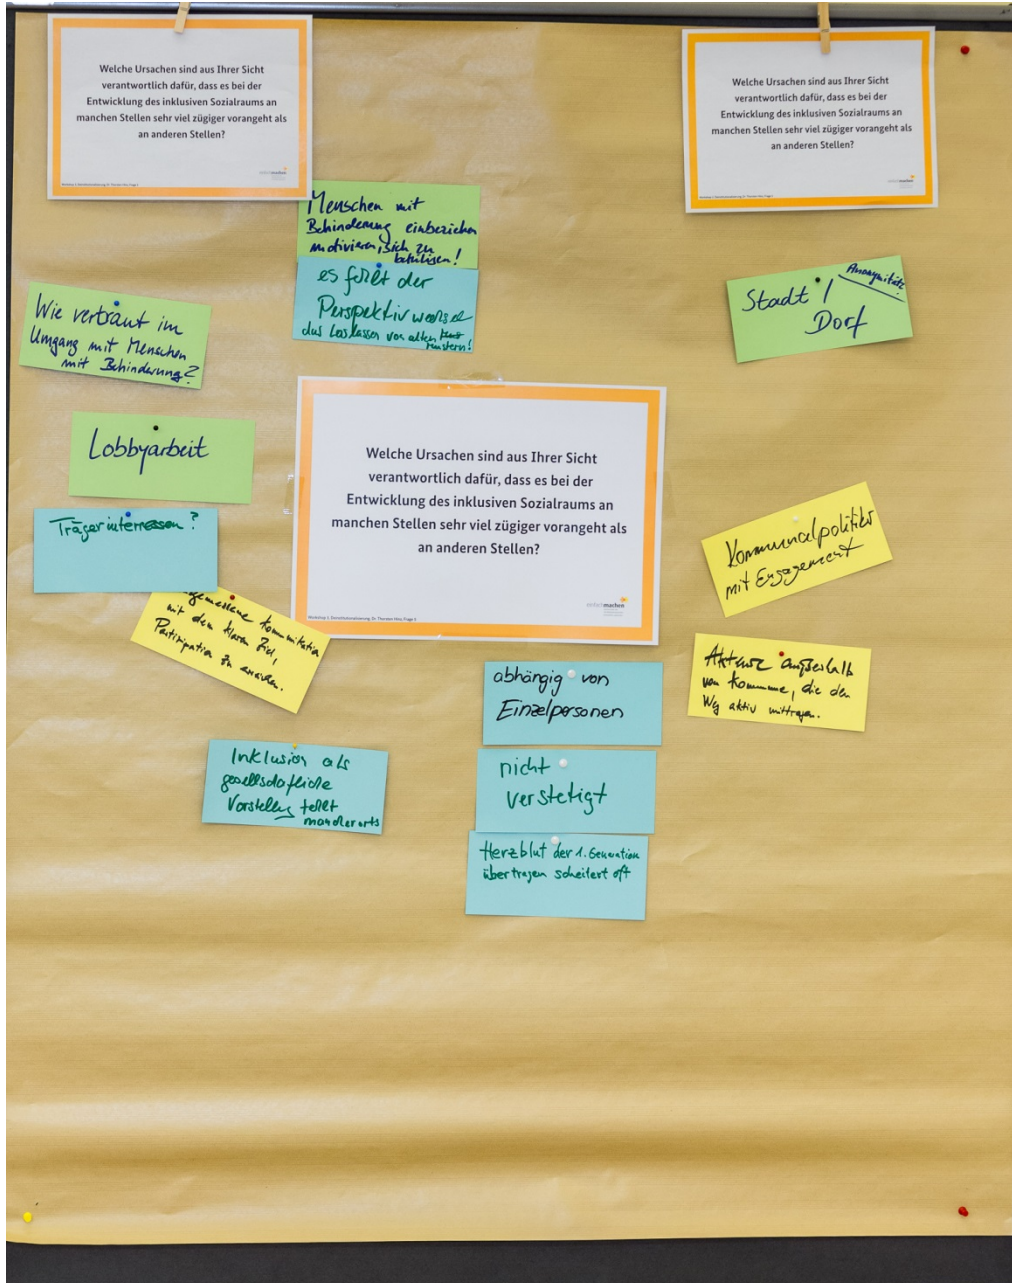 Welche Ursachen sind aus Ihrer Sicht
verantwortlich dafür, dass es bei der
Entwicklung des inklusiven Sozialraums an
manchen Stellen sehr viel zügiger vorangeht als
an anderen Stellen?
einfach machen
Welche Ursachen sind aus Ihrer Sicht
verantwortlich dafür, dass es bei der
Entwicklung des inklusiven Sozialraums an
manchen Stellen sehr viel zügiger vorangeht als
an anderen Stellen?
einfach machen
Menschen mit
Behinderung einbeziehen
motivieren, sich zu
beteiligen!
es fehlt der
Perspektivwechsel
das Loslassen von alten
Mustern!
Stadt / Dorf
Anonymität
Wie vertraut im
Umgang mit Menschen
mit Behinderung?
Lobbyarbeit
Trägerinteressen?
Welche Ursachen sind aus Ihrer Sicht
verantwortlich dafür, dass es bei der
Entwicklung des inklusiven Sozialraums an
manchen Stellen sehr viel zügiger vorangeht als
an anderen Stellen?
einfach machen
Kommunalpolitiker
mit Engagement
Kommunikation
mit dem klaren Ziel,
Partizipation zu erreichen.
Akteure außerhalb
von Kommune, die den
Weg aktiv mittragen.
abhängig von
Einzelpersonen
nicht
verstetigt
Herzblut der 1. Generation
übertragen scheitert oft
Inklusion als
gesellschaftliche
Vorstellung fehlt
mancherorts